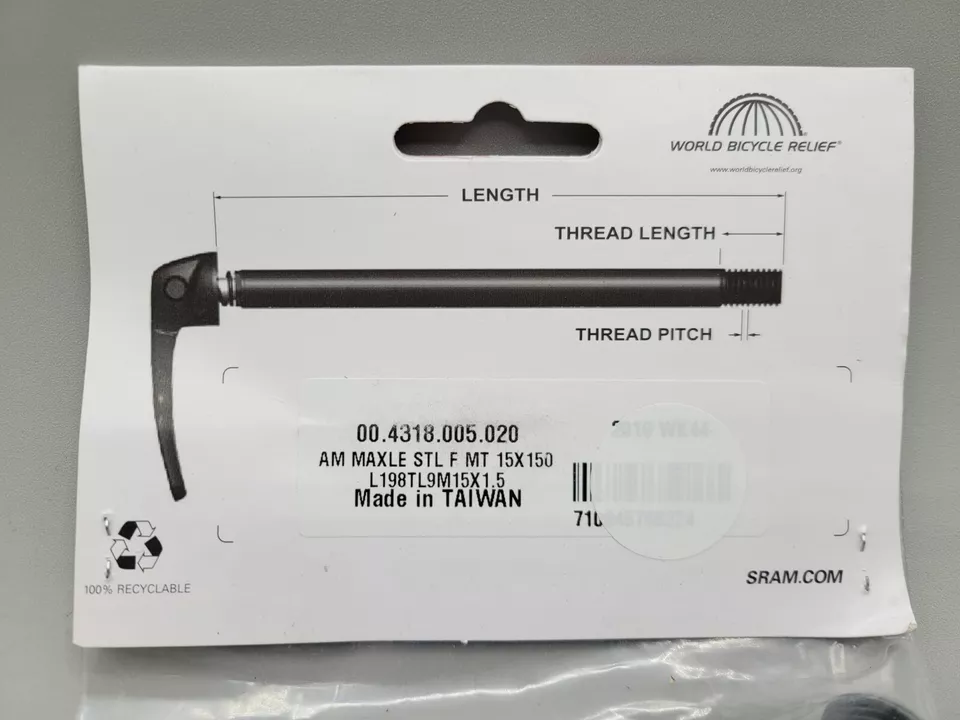 WORLD BICYCLE RELIEF®
www.worldbicyclerelief.org
LENGTH
THREAD LENGTH
THREAD PITCH
00.4318.005.020
AM MAXLE STL F MT 15X150
L198TL9M15X1.5
Made in TAIWAN
710
100% RECYCLABLE
SRAM.COM